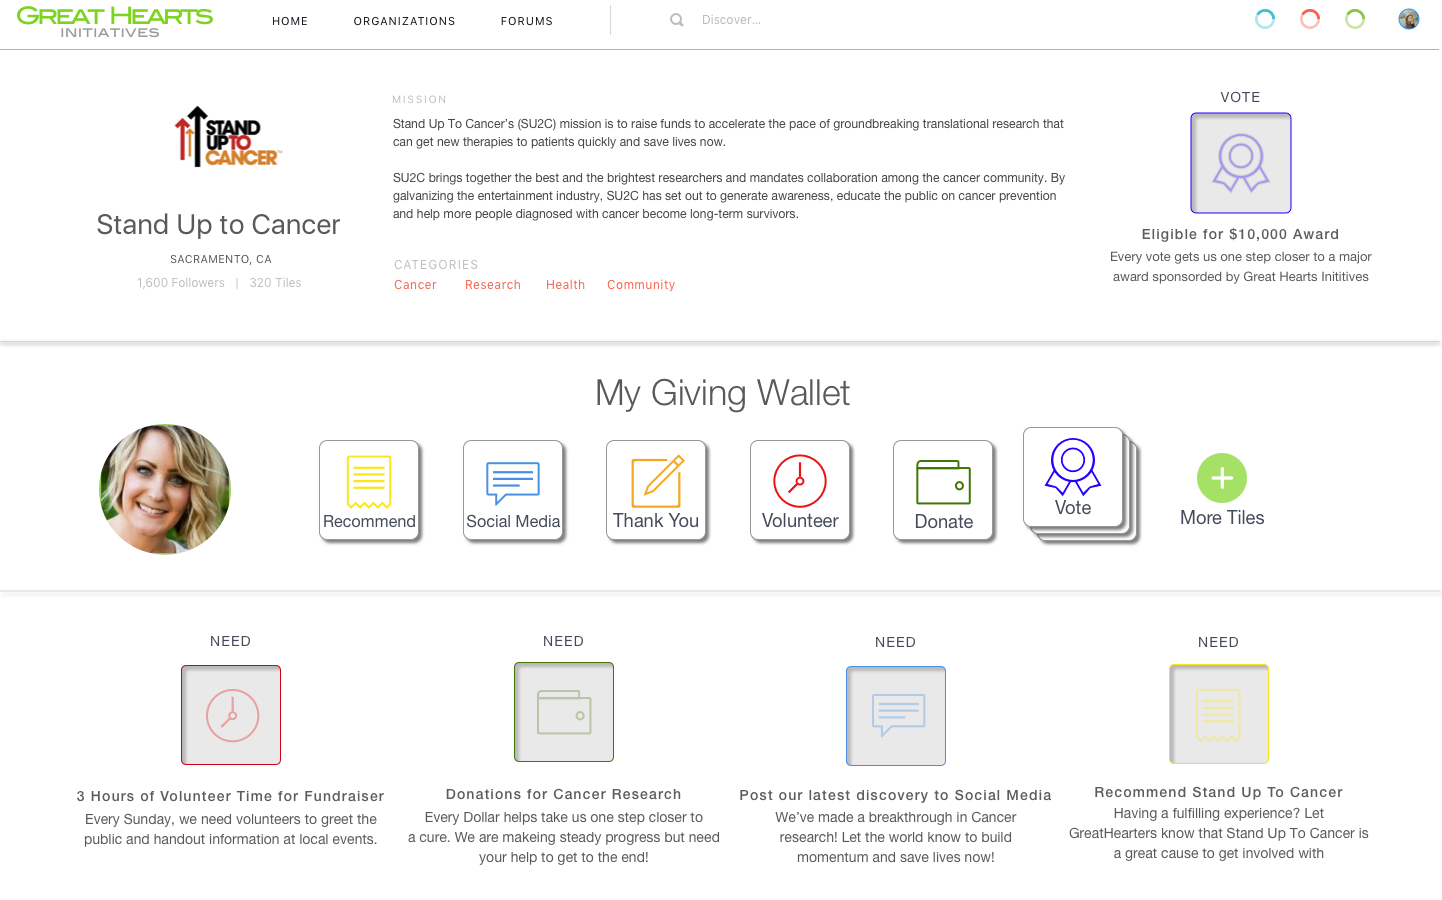 GREAT HEARTS
INITIATIVES
HOME
ORGANIZATIONS
FORUMS
Discover...
STAND
UPTO
CANCER
Stand Up to Cancer
SACRAMENTO, CA
1,600 Followers | 320 Tiles
MISSION
Stand Up To Cancer's (SU2C) mission is to raise funds to accelerate the pace of groundbreaking translational research that
can get new therapies to patients quickly and save lives now.
SU2C brings together the best and the brightest researchers and mandates collaboration among the cancer community. By
galvanizing the entertainment industry, SU2C has set out to generate awareness, educate the public on cancer prevention
and help more people diagnosed with cancer become long-term survivors.
CATEGORIES
Cancer Research Health Community
VOTE
Eligible for $10,000 Award
Every vote gets us one step closer to a major
award sponsorded by Great Hearts Inititives
My Giving Wallet
Recommend
Social Media
Thank You
Volunteer
Donate
Vote
More Tiles
NEED
3 Hours of Volunteer Time for Fundraiser
Every Sunday, we need volunteers to greet the
public and handout information at local events.
NEED
Donations for Cancer Research
Every Dollar helps take us one step closer to
a cure. We are makeing steady progress but need
your help to get to the end!
NEED
Post our latest discovery to Social Media
We've made a breakthrough in Cancer
research! Let the world know to build
momentum and save lives now!
NEED
Recommend Stand Up To Cancer
Having a fulfilling experience? Let
GreatHearters know that Stand Up To Cancer is
a great cause to get involved with